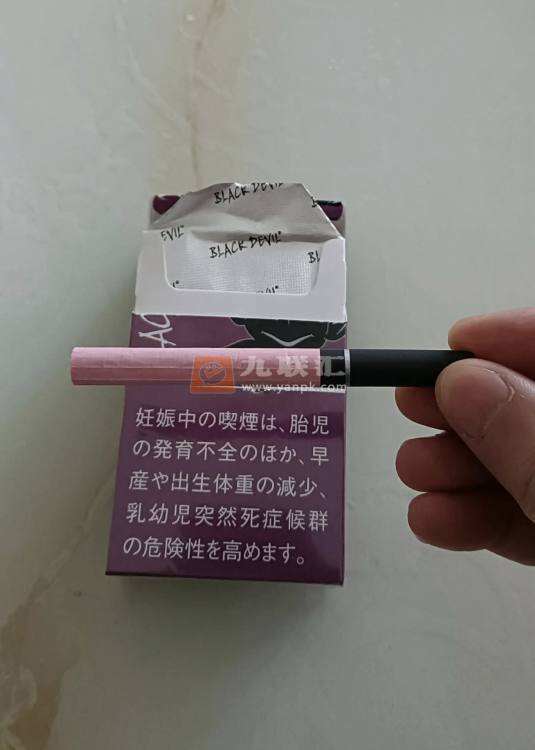 BLACK DEVIL
EVIL
BLACK DEVIL
BL
九联汇
www.yanpk.com
妊娠中の喫煙は、胎児
の発育不全のほか、早
産や出生体重の減少、
乳幼児突然死症候群
の危険性を高めます。